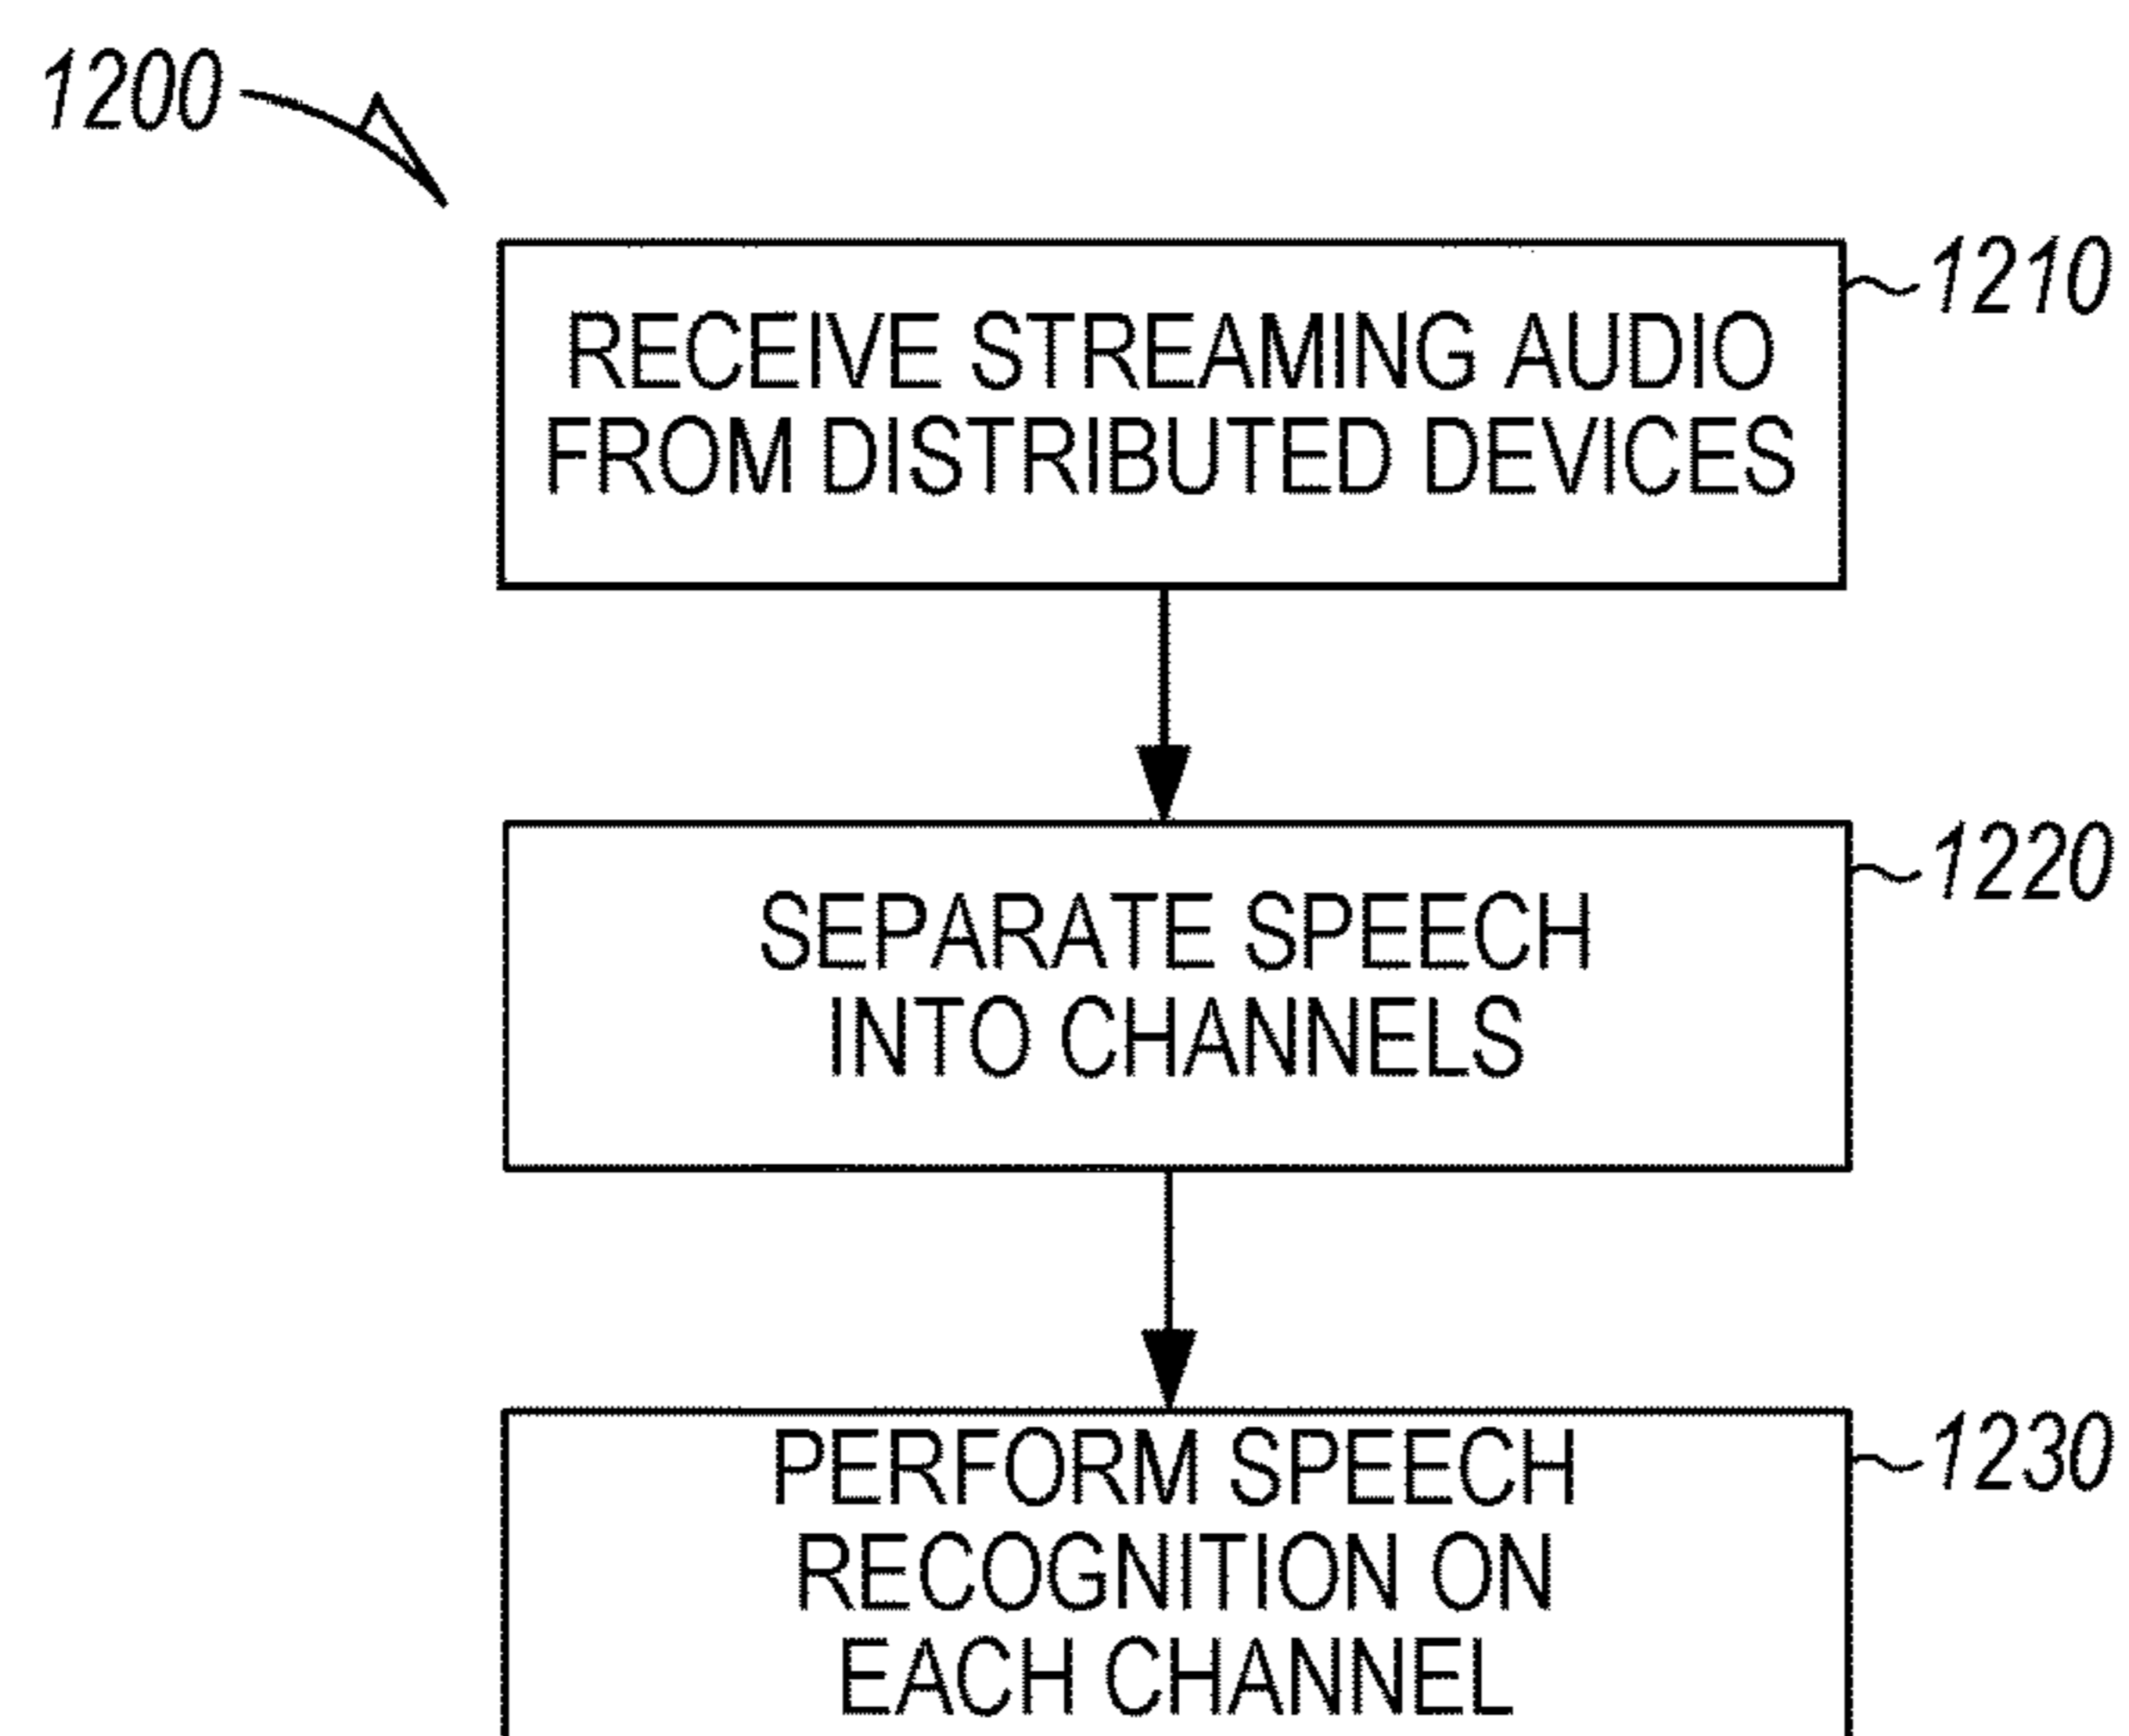 1200
1210
RECEIVE STREAMING AUDIO
FROM DISTRIBUTED DEVICES
1220
SEPARATE SPEECH
INTO CHANNELS
1230
PERFORM SPEECH
RECOGNITION ON
EACH CHANNEL